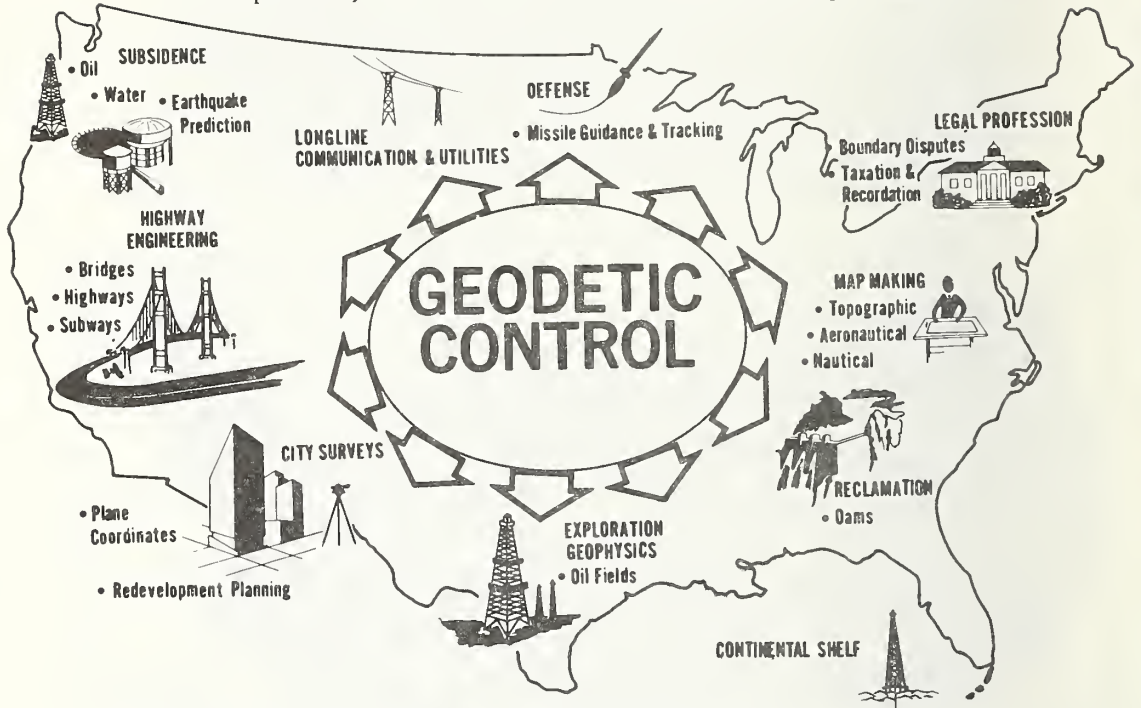 SUBSIDENCE
• Oil
• Water
• Earthquake
Prediction
LONGLINE
COMMUNICATION & UTILITIES
DEFENSE
• Missile Guidance & Tracking
LEGAL PROFESSION
Boundary Disputes
Taxation &
Recordation
HIGHWAY
ENGINEERING
• Bridges
• Highways
• Subways
GEODETIC
CONTROL
MAP MAKING
• Topographic
• Aeronautical
• Nautical
CITY SURVEYS
• Plane
Coordinates
• Redevelopment Planning
EXPLORATION
GEOPHYSICS
• Oil Fields
RECLAMATION
• Dams
CONTINENTAL SHELF